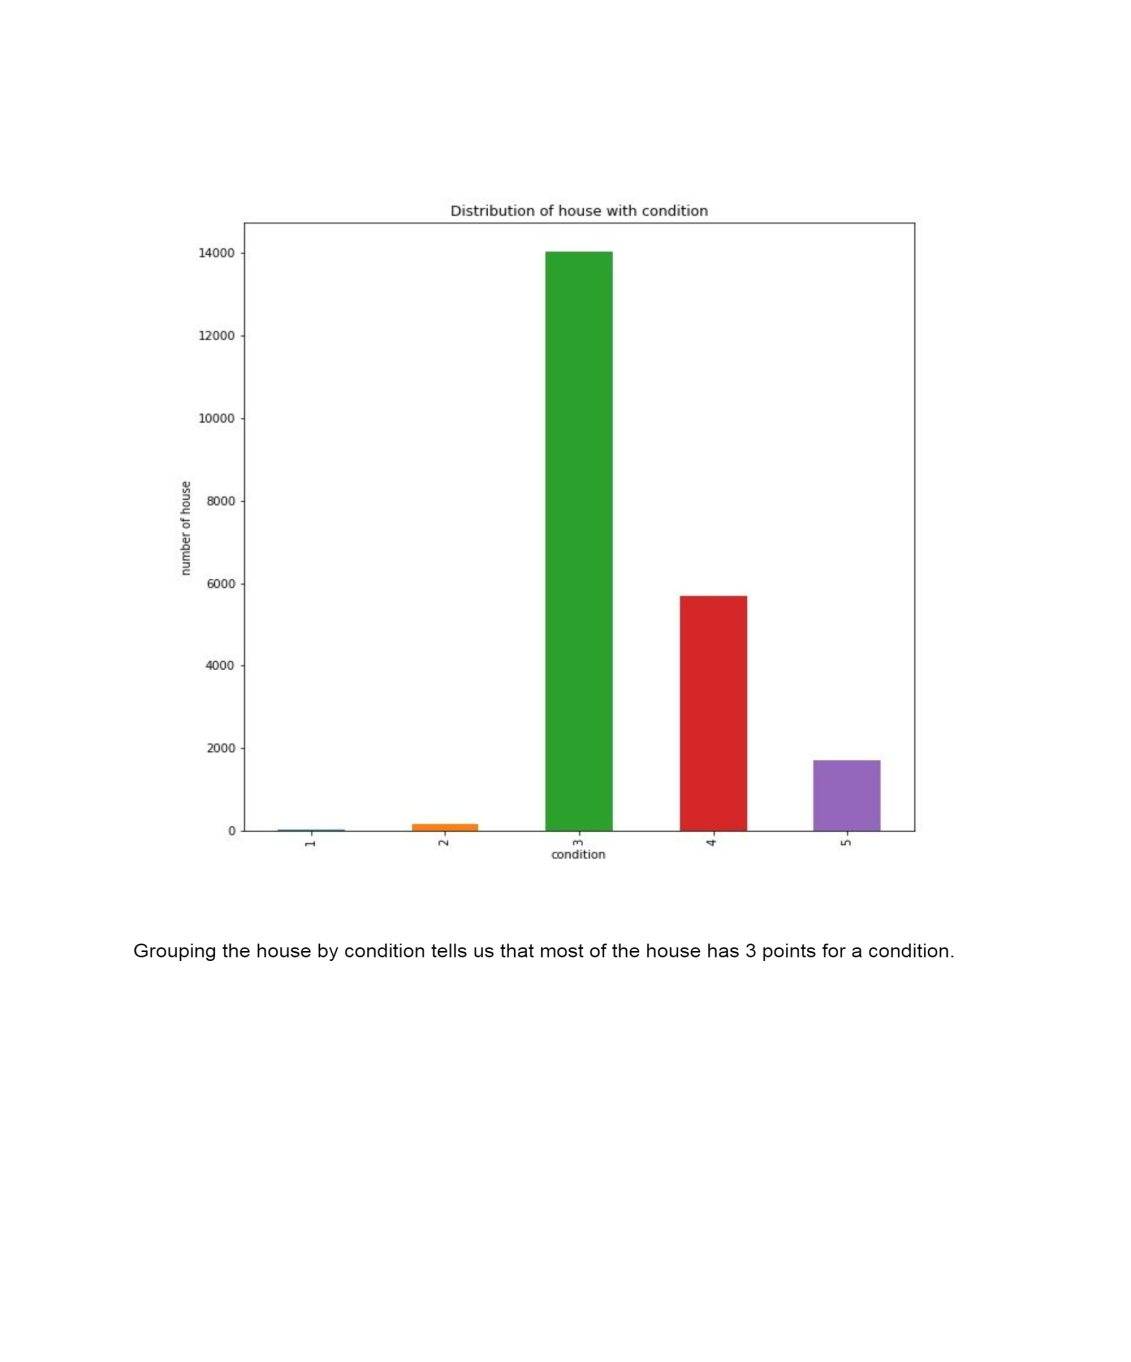 Distribution of house with condition
14000
12000
10000
8000
6000
4000
2000
0
number of house
1 2 3 4 5
condition
Grouping the house by condition tells us that most of the house has 3 points for a condition.